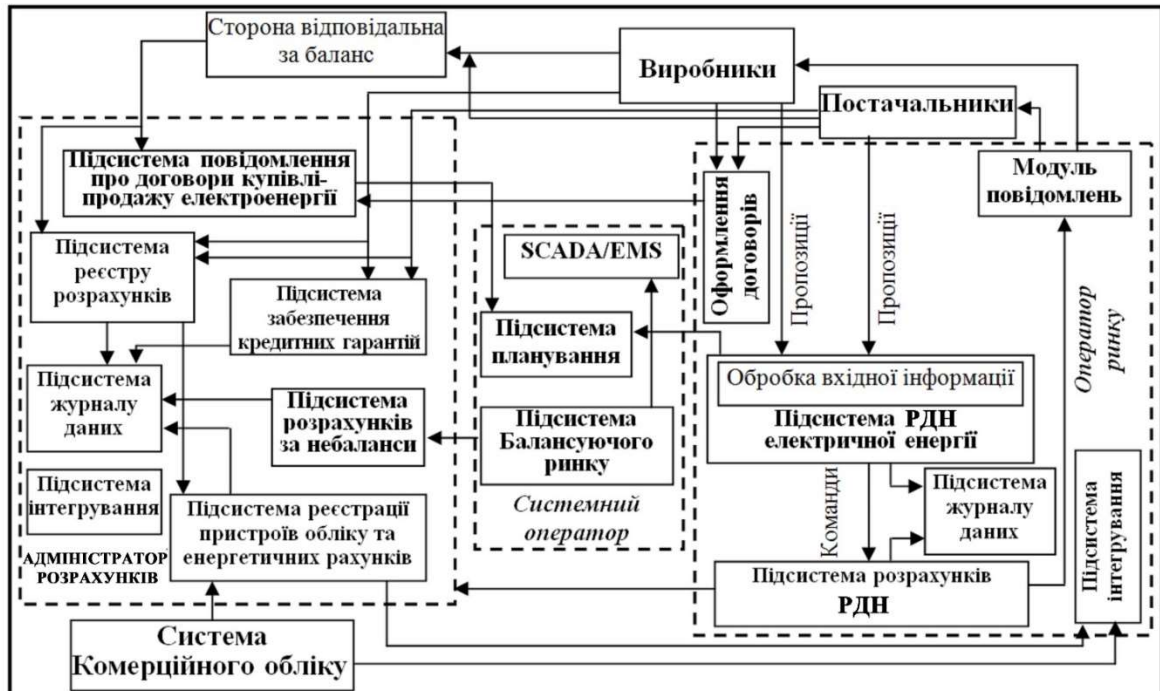 Сторона відповідальна
за баланс
Виробники
Постачальники
Підсистема повідомлення
про договори купівлі-
продажу електроенергії
Модуль
повідомлень
Оформлення
договорів
Підсистема
реєстру
розрахунків
SCADA/EMS
Пропозиції
Пропозиції
Оператор
ринку
Підсистема
забезпечення
кредитних гарантій
Підсистема
планування
Обробка вхідної інформації
Підсистема РДН
електричної енергії
Підсистема
журналу
даних
Підсистема
розрахунків
за небаланси
Підсистема
Балансуючого
ринку
Підсистема
інтегрування
Підсистема реєстрації
пристроїв обліку та
енергетичних рахунків
Системний
оператор
Команди
Підсистема
журналу
даних
Підсистема
інтегрування
АДМІНІСТРАТОР
РОЗРАХУНКІВ
Підсистема розрахунків
РДН
Система
Комерційного обліку